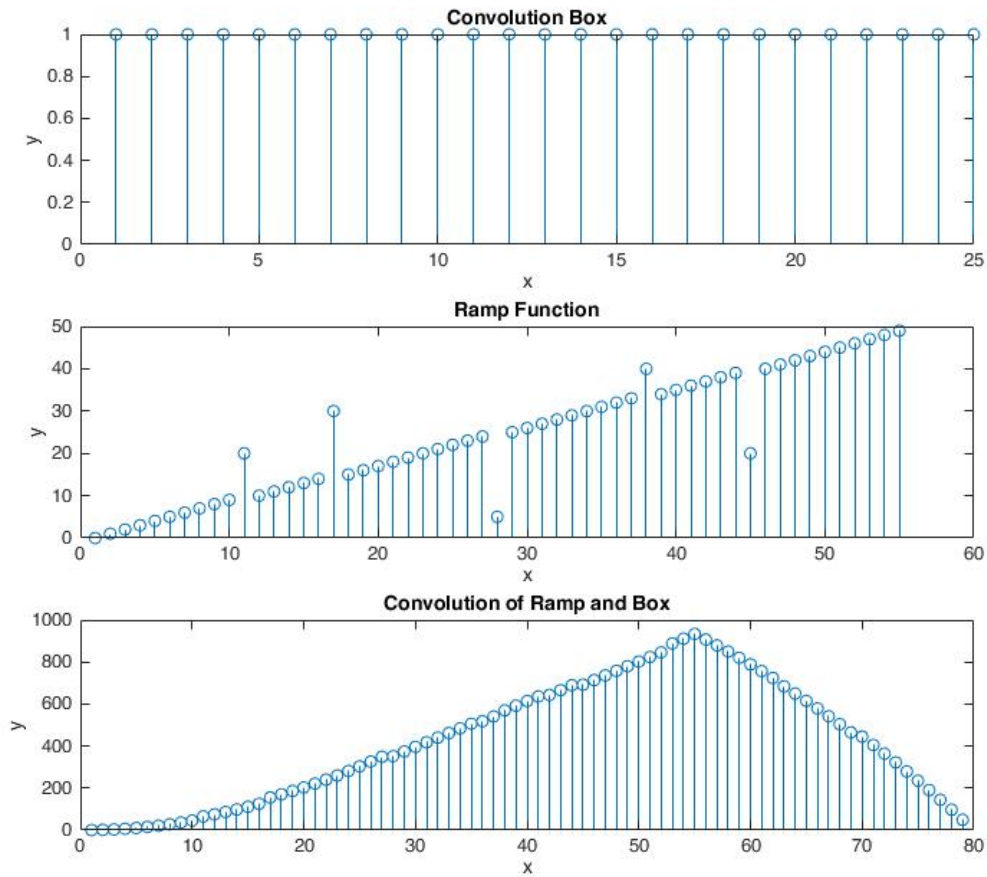 Convolution Box
1
0.8
0.6
0.4
0.2
0
y
0 5 10 15 20 25
x
Ramp Function
50
40
30
20
10
0
y
0 10 20 30 40 50 60
x
Convolution of Ramp and Box
1000
800
600
400
200
0
y
0 10 20 30 40 50 60 70 80
x